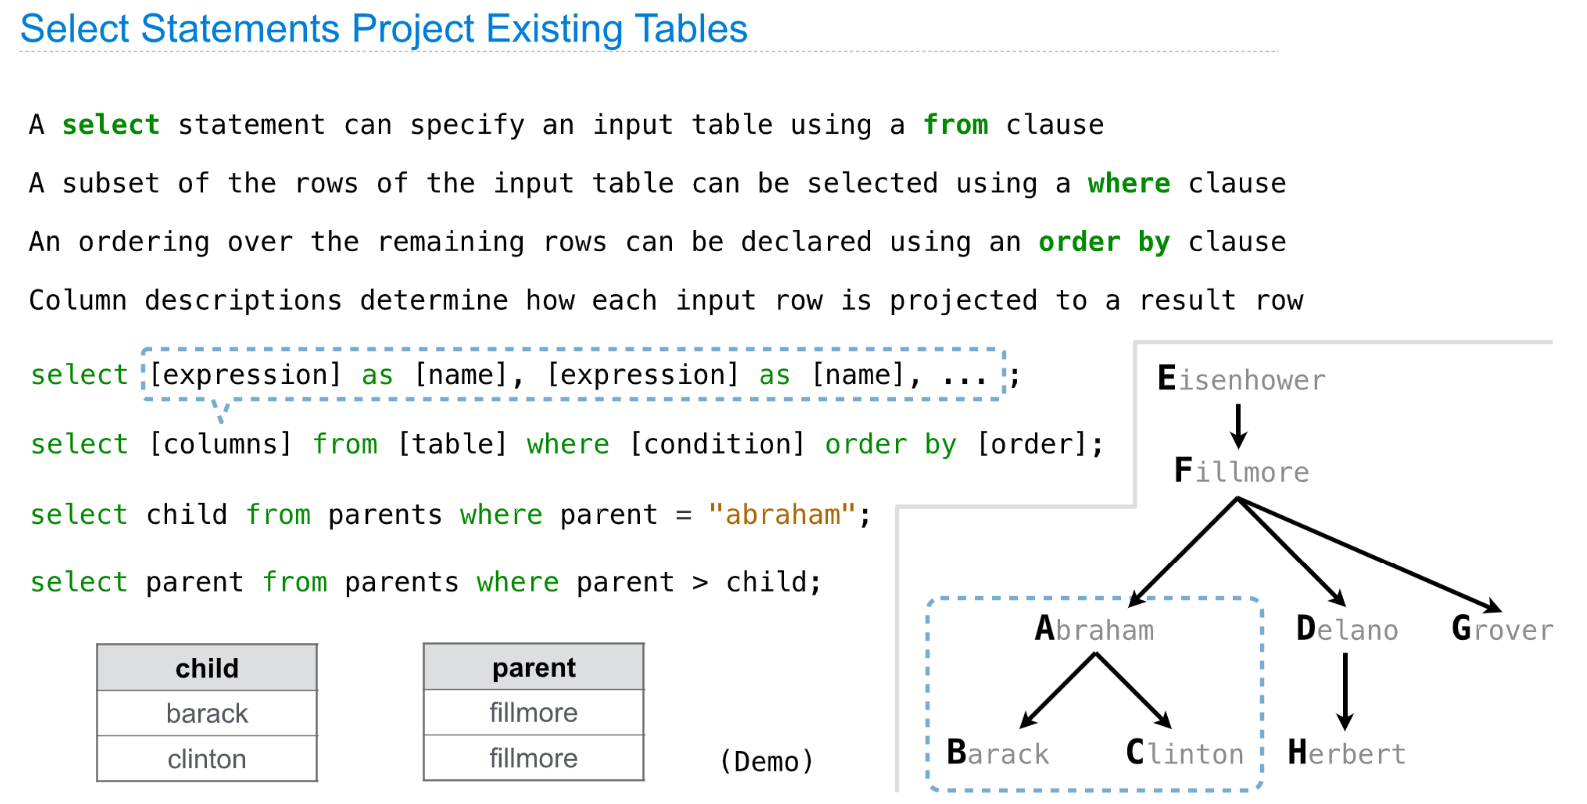 Select Statements Project Existing Tables
A select statement can specify an input table using a from clause
A subset of the rows of the input table can be selected using a where clause
An ordering over the remaining rows can be declared using an order by clause
Column descriptions determine how each input row is projected to a result row
select [expression] as [name], [expression] as [name], ... ;
select [columns] from [table] where [condition] order by [order];
select child from parents where parent = "abraham";
select parent from parents where parent > child;
child
barack
clinton
parent
fillmore
fillmore
(Demo)
Eisenhower
Fillmore
Abraham
Delano
Grover
Barack
Clinton
Herbert